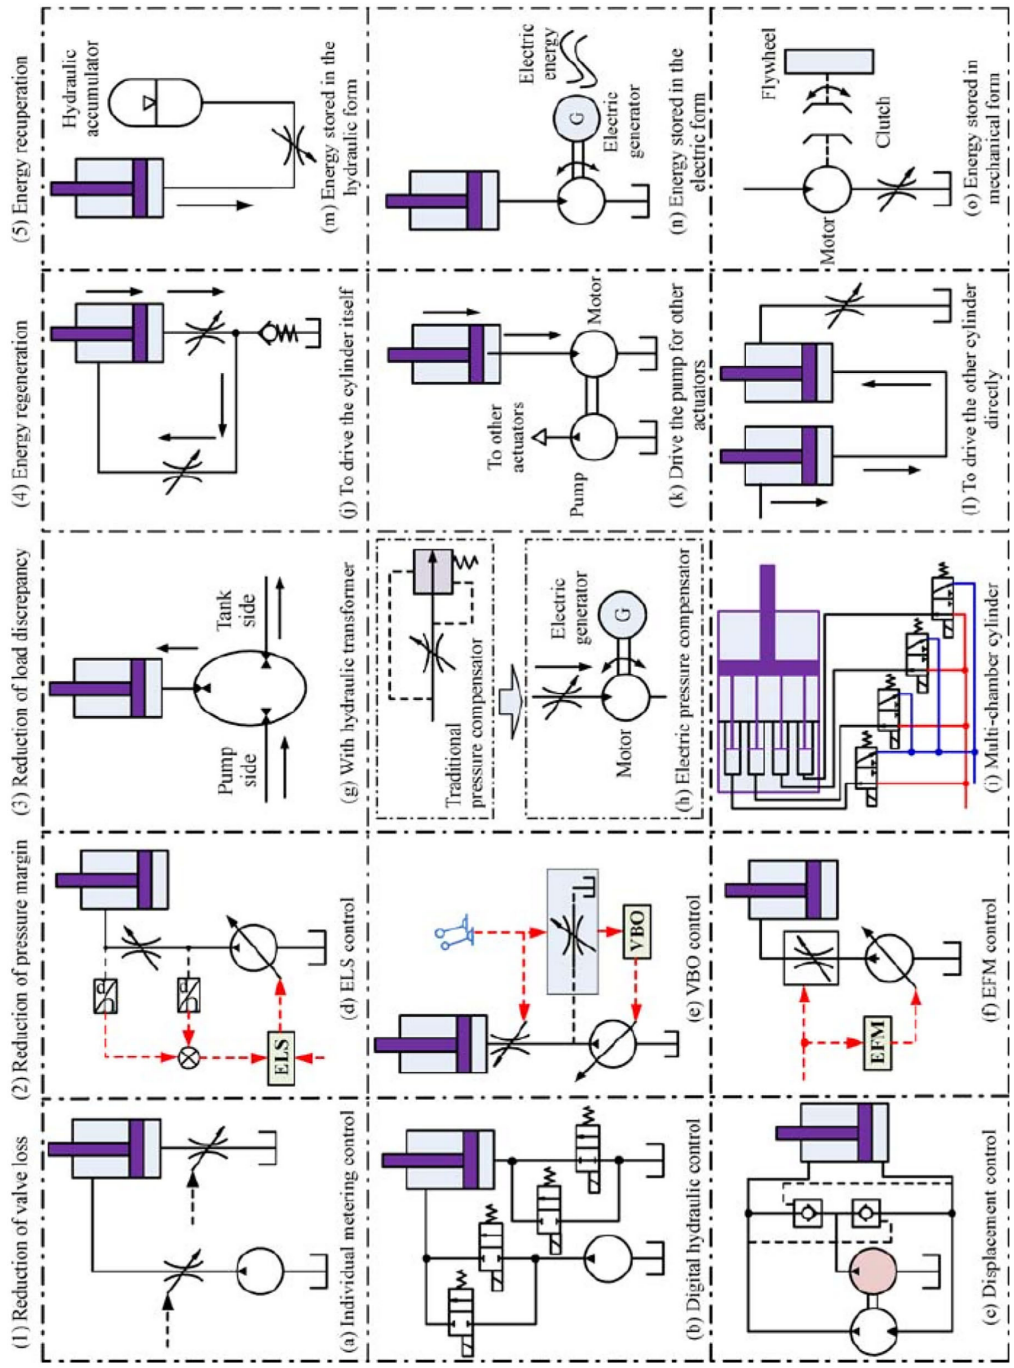 (1) Reduction of valve loss
(2) Reduction of pressure margin
(3) Reduction of load discrepancy
(4) Energy regeneration
(5) Energy recuperation
(a) Individual metering control
p
p
ELS
(d) ELS control
Pump
side
Tank
side
(g) With hydraulic transformer
(j) To drive the cylinder itself
Hydraulic
accumulator
(m) Energy stored in the
hydraulic form
(b) Digital hydraulic control
VBO
(e) VBO control
Traditional
pressure compensator
Electric
generator
G
Motor
(h) Electric pressure compensator
To other
actuators
Motor
Pump
(k) Drive the pump for other
actuators
Electric
energy
G
Electric
generator
(n) Energy stored in the
electric form
(c) Displacement control
EFM
(f) EFM control
(i) Multi-chamber cylinder
(l) To drive the other cylinder
directly
Flywheel
Clutch
Motor
(o) Energy stored in
mechanical form